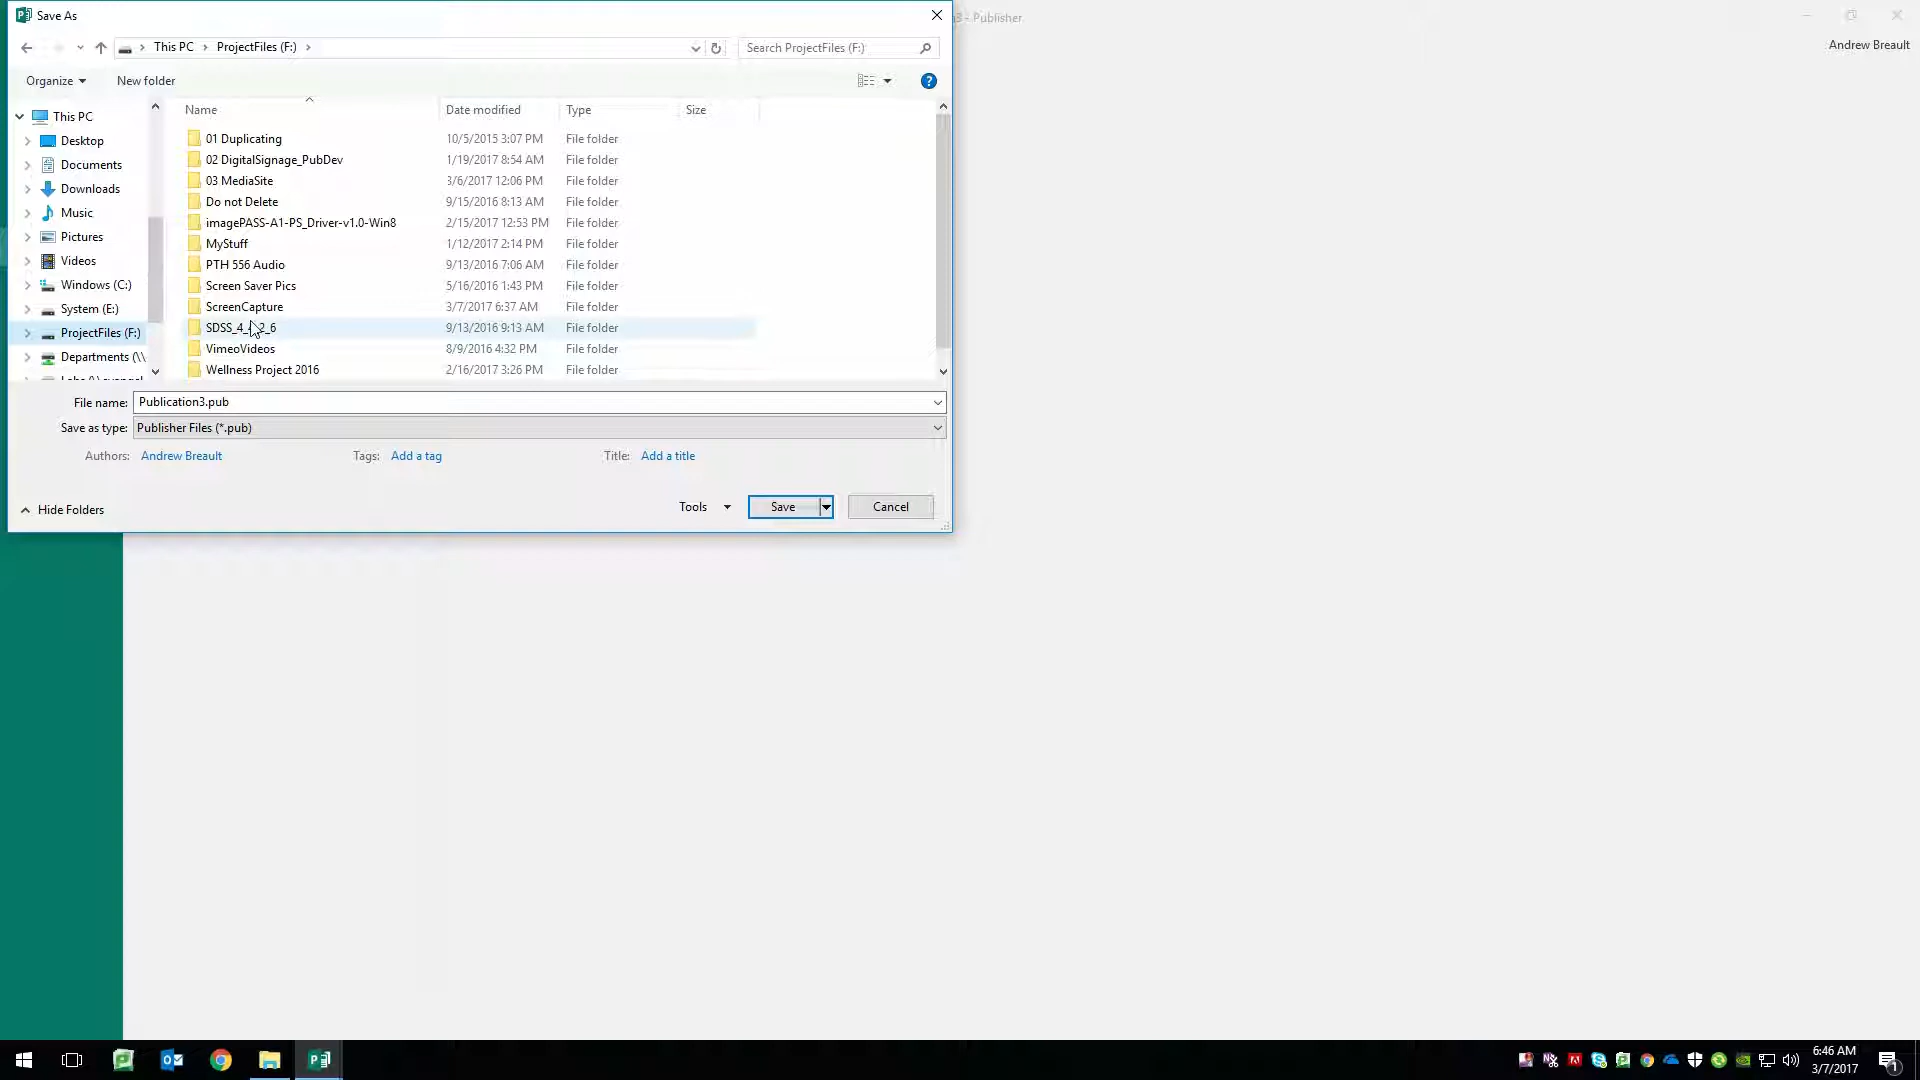 Save As
n3 - Publisher
This PC
ProjectFiles (F:)
Search ProjectFiles (F:)
Andrew Breault
Organize
New folder
Name
Date modified
Type
Size
This PC
Desktop
Documents
Downloads
Music
Pictures
Videos
Windows (C:)
System (E:)
ProjectFiles (F:)
Departments (\\
01 Duplicating 10/5/2015 3:07 PM File folder
02 DigitalSignage_PubDev 1/19/2017 8:54 AM File folder
03 MediaSite 3/6/2017 12:06 PM File folder
Do not Delete 9/15/2016 8:13 AM File folder
imagePASS-A1-PS_Driver-v1.0-Win8 2/15/2017 12:53 PM File folder
MyStuff 1/12/2017 2:14 PM File folder
PTH 556 Audio 9/13/2016 7:06 AM File folder
Screen Saver Pics 5/16/2016 1:43 PM File folder
ScreenCapture 3/7/2017 6:37 AM File folder
9/13/2016 9:13 AM File folder
VimeoVideos 8/9/2016 4:32 PM File folder
Wellness Project 2016 2/16/2017 3:26 PM File folder
File name: Publication3.pub
Save as type: Publisher Files (*.pub)
Authors: Andrew Breault
Tags: Add a tag
Title: Add a title
Hide Folders
Tools
Save
Cancel
6:46 AM
3/7/2017
1